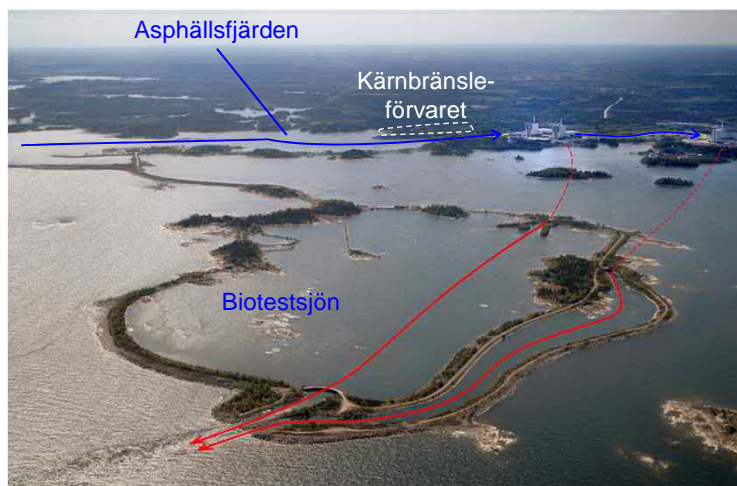 Asphällsfjärden
Kärnbränsle-
förvaret
Biotestsjön